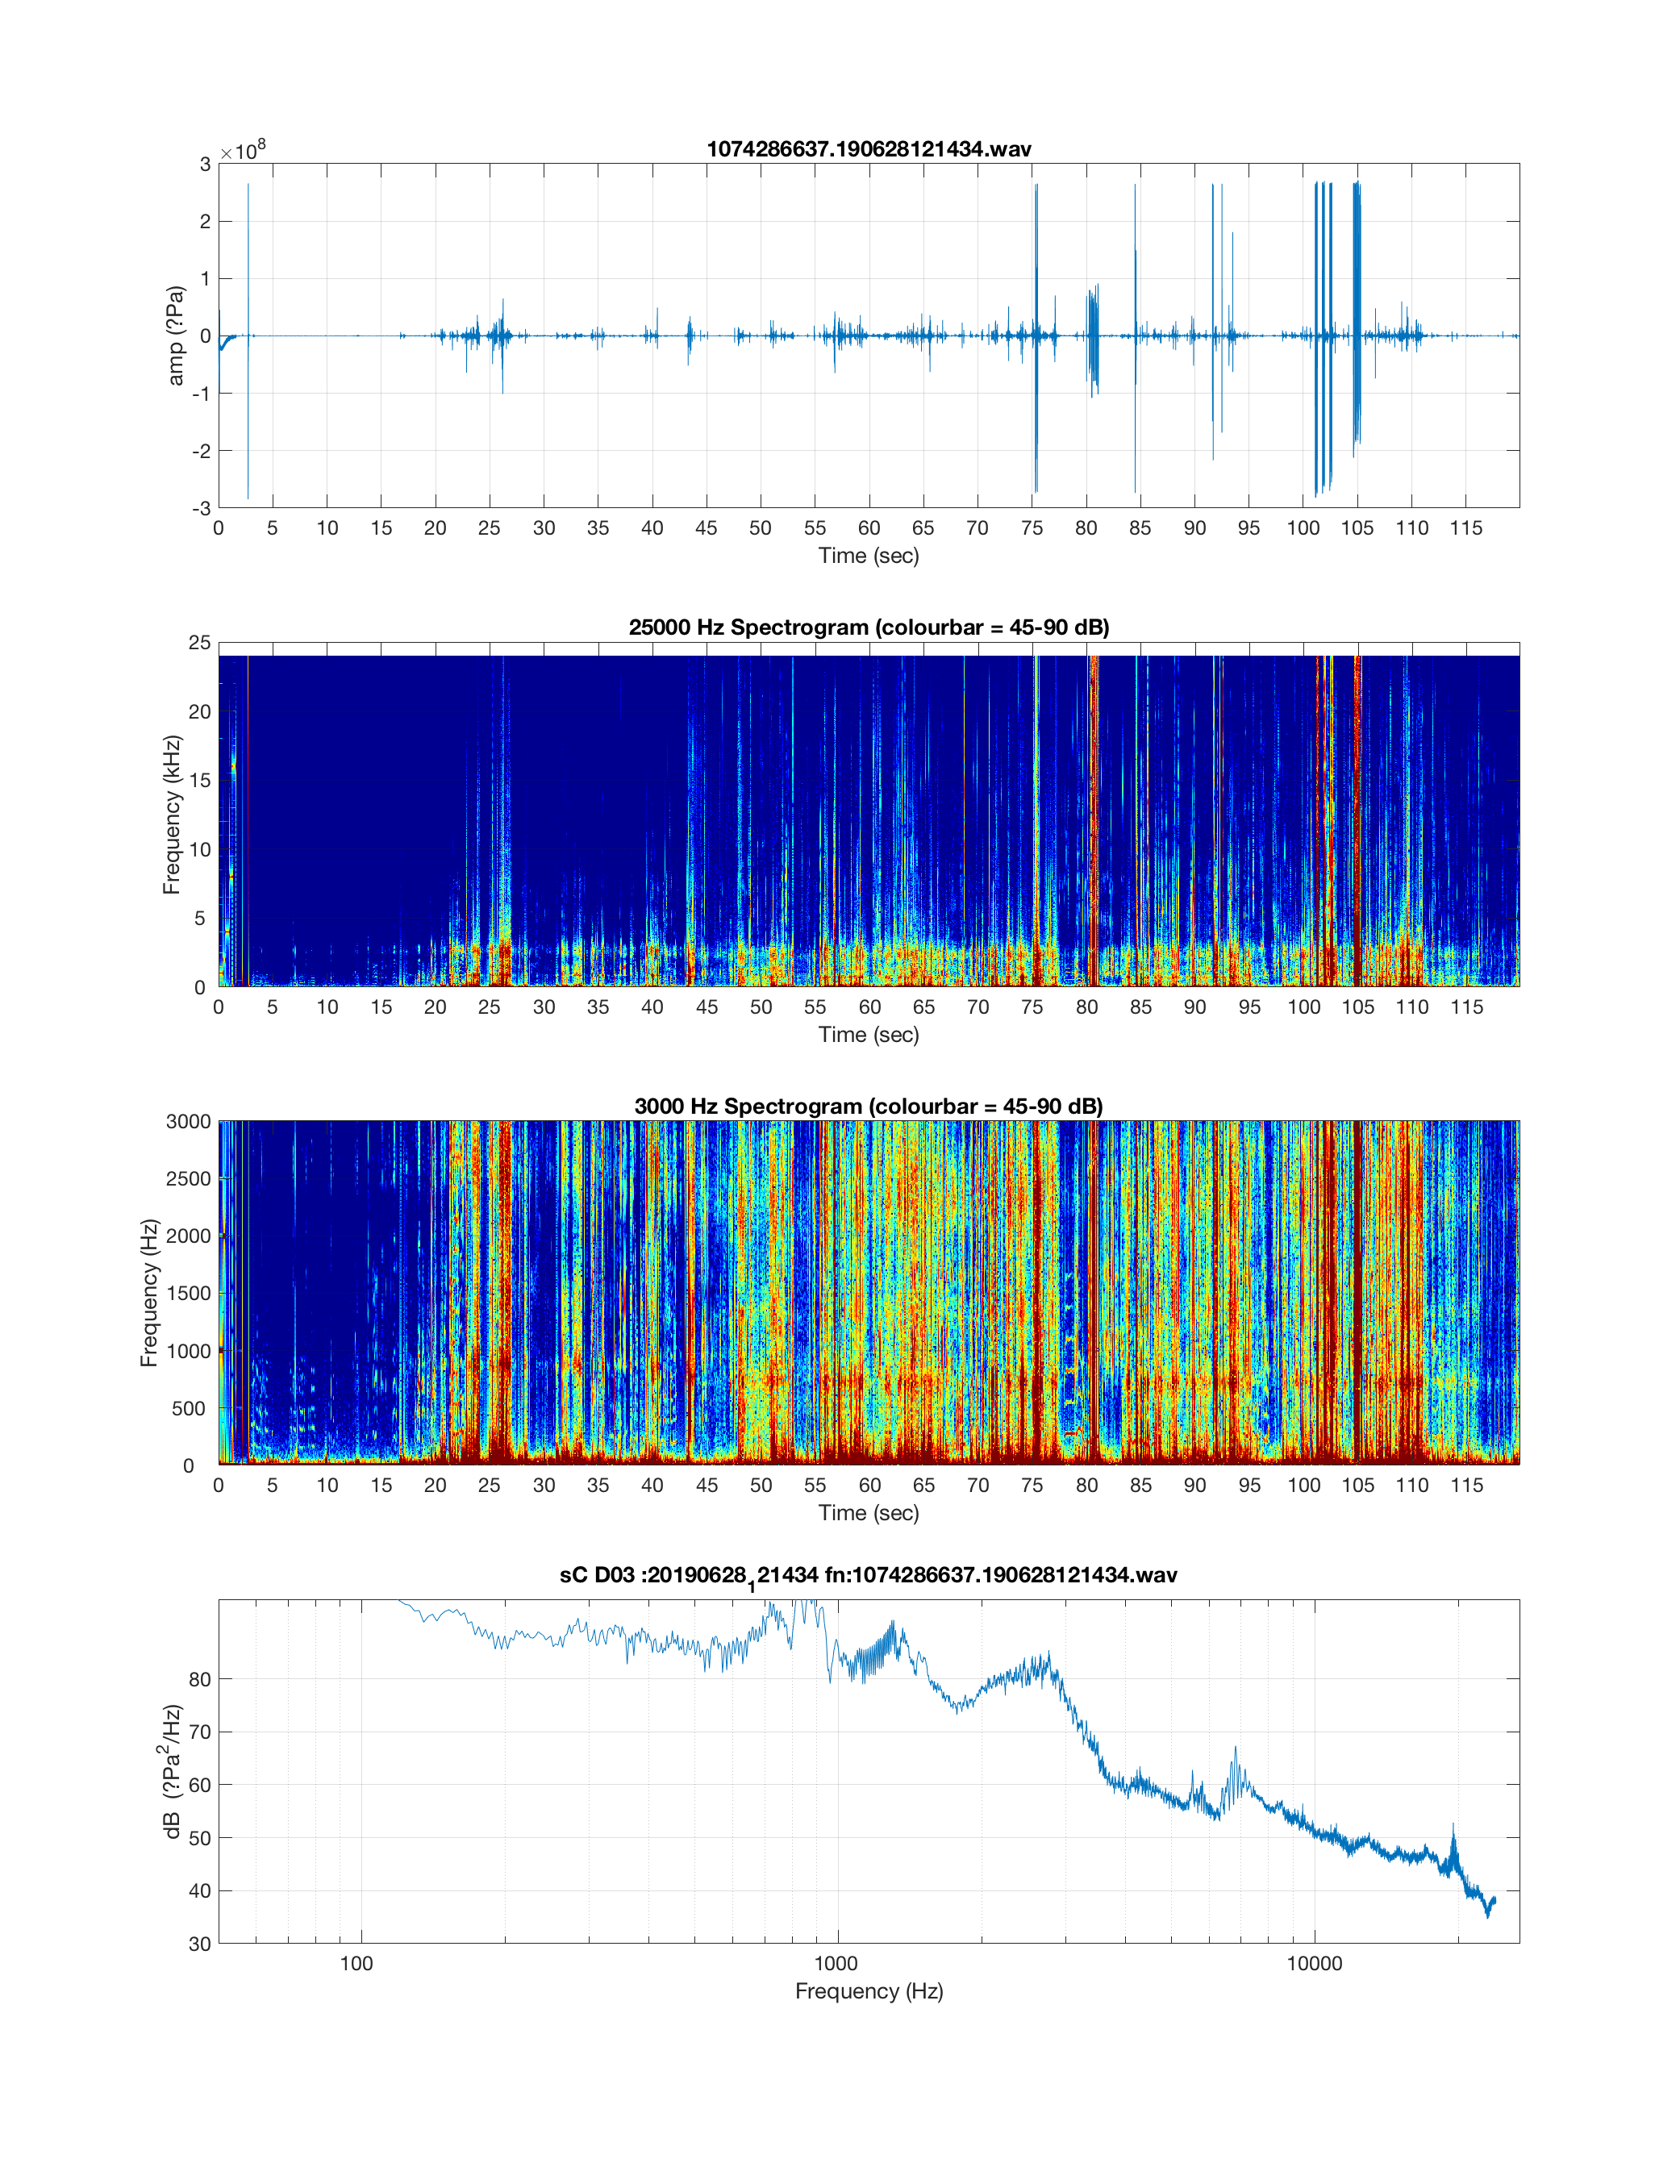 1074286637.190628121434.wav
×10⁸
3
2
1
0
-1
-2
-3
amp (?Pa)
0 5 10 15 20 25 30 35 40 45 50 55 60 65 70 75 80 85 90 95 100 105 110 115
Time (sec)
25000 Hz Spectrogram (colourbar = 45-90 dB)
25
20
15
10
5
0
Frequency (kHz)
0 5 10 15 20 25 30 35 40 45 50 55 60 65 70 75 80 85 90 95 100 105 110 115
Time (sec)
3000 Hz Spectrogram (colourbar = 45-90 dB)
3000
2500
2000
1500
1000
500
0
Frequency (Hz)
0 5 10 15 20 25 30 35 40 45 50 55 60 65 70 75 80 85 90 95 100 105 110 115
Time (sec)
sC D03 :20190628₁21434 fn:1074286637.190628121434.wav
80
70
60
50
40
30
dB (?Pa²/Hz)
100 1000 10000
Frequency (Hz)